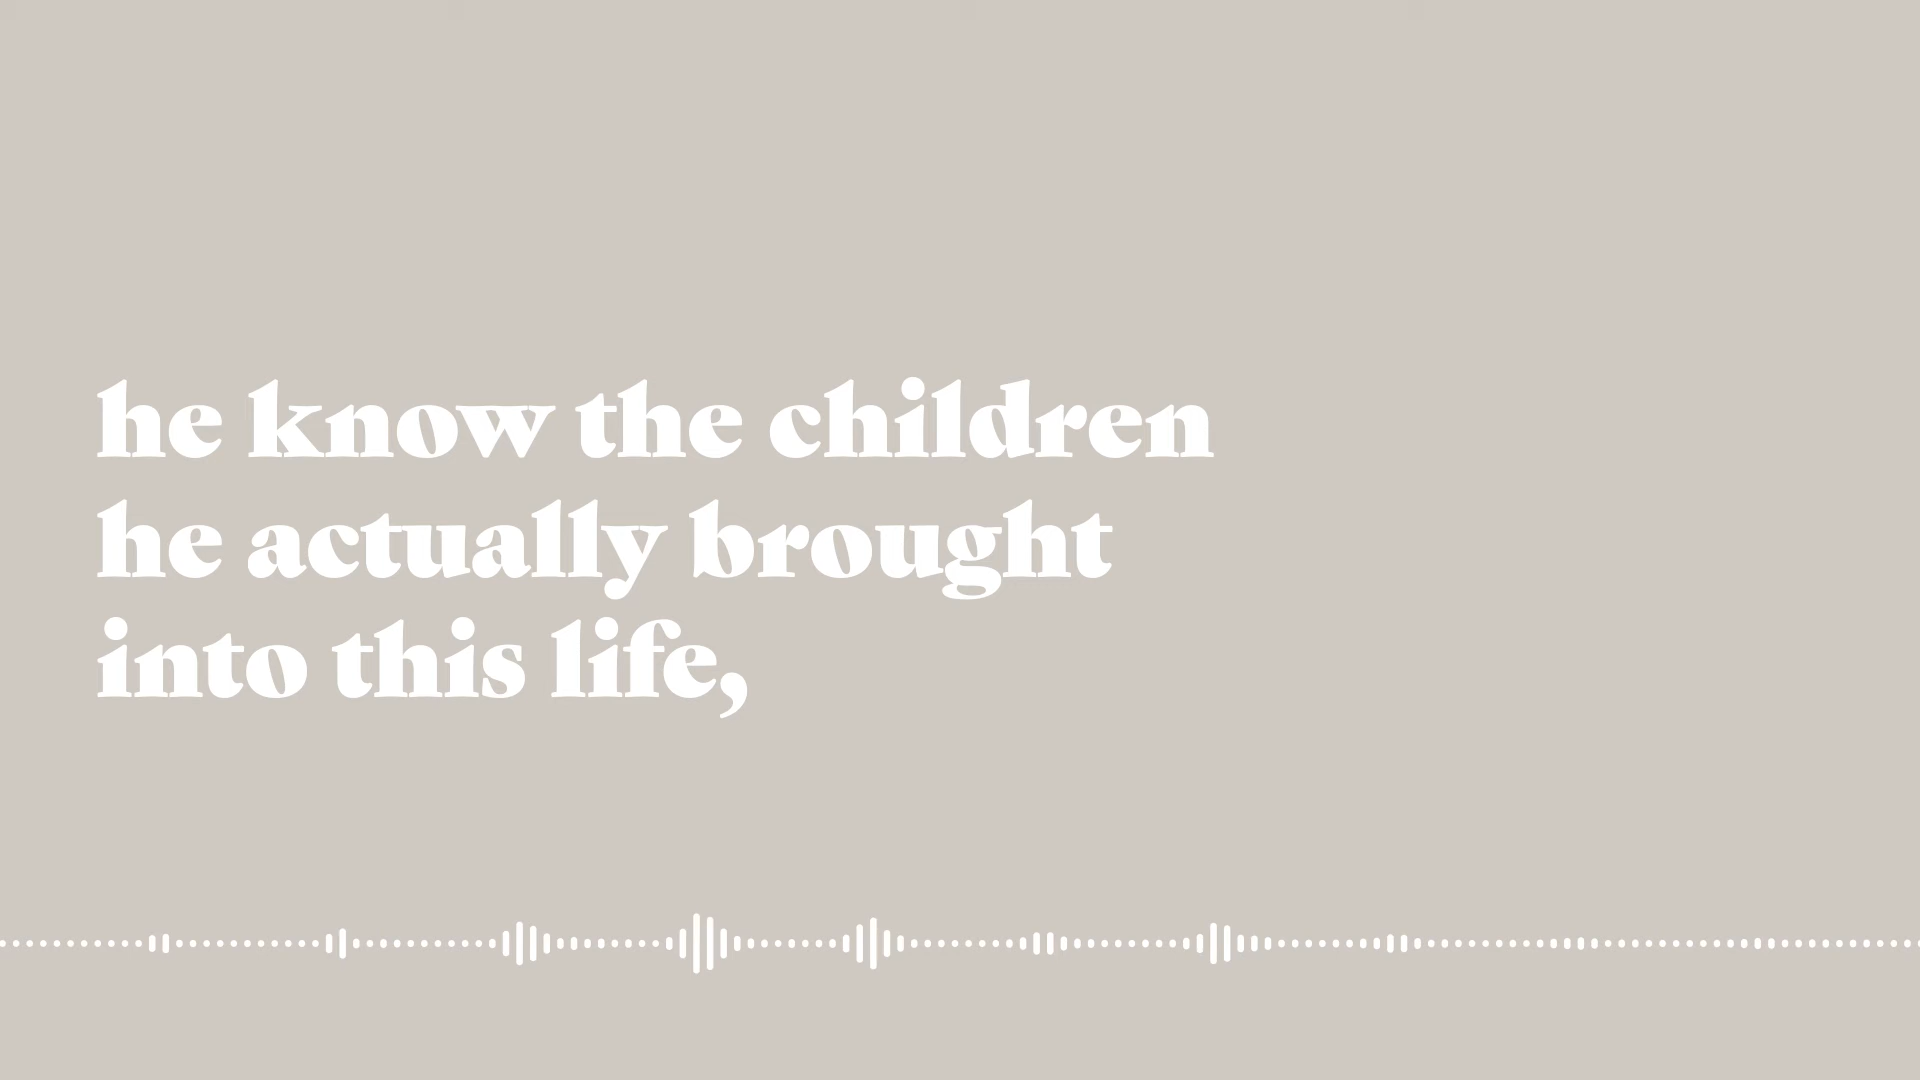 he know the children
he actually brought
into this life,